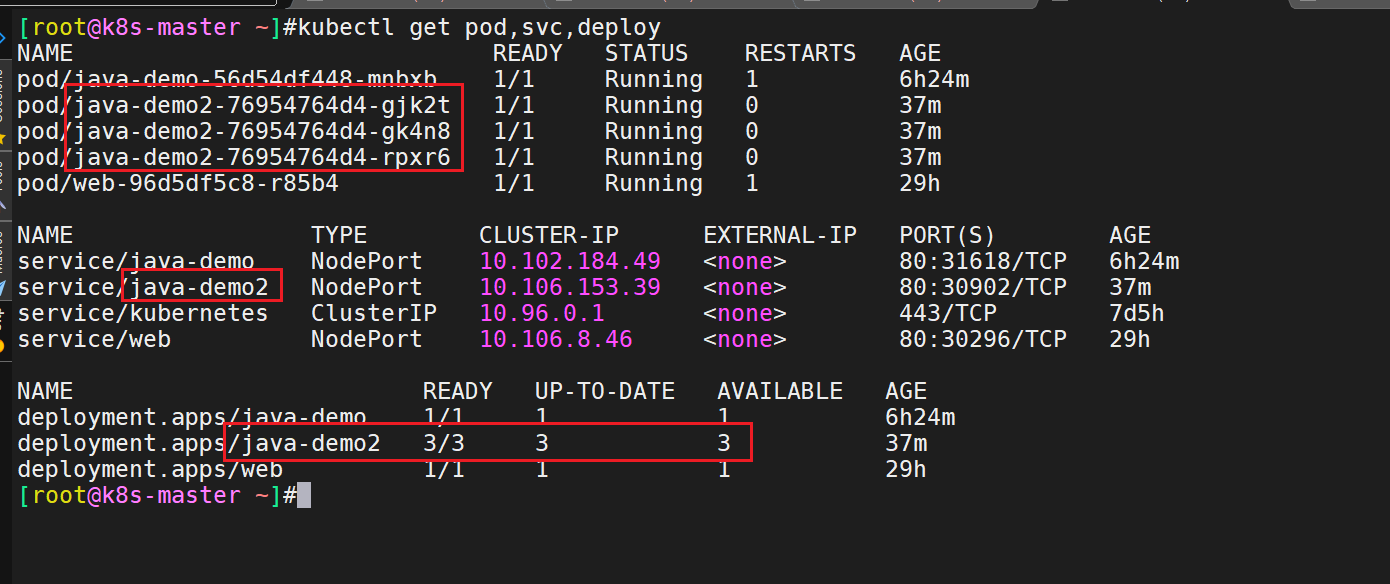 [root@k8s-master ~]#kubectl get pod,svc,deploy
NAME READY STATUS RESTARTS AGE
pod/java-demo-56d54df448-mnbxb 1/1 Running 1 6h24m
pod/java-demo2-76954764d4-gjk2t 1/1 Running 0 37m
pod/java-demo2-76954764d4-gk4n8 1/1 Running 0 37m
pod/java-demo2-76954764d4-rpxr6 1/1 Running 0 37m
pod/web-96d5df5c8-r85b4 1/1 Running 1 29h
NAME TYPE CLUSTER-IP EXTERNAL-IP PORT(S) AGE
service/java-demo NodePort 10.102.184.49 <none> 80:31618/TCP 6h24m
service/java-demo2 NodePort 10.106.153.39 <none> 80:30902/TCP 37m
service/kubernetes ClusterIP 10.96.0.1 <none> 443/TCP 7d5h
service/web NodePort 10.106.8.46 <none> 80:30296/TCP 29h
NAME READY UP-TO-DATE AVAILABLE AGE
deployment.apps/java-demo 1/1 1 1 6h24m
deployment.apps/java-demo2 3/3 3 3 37m
deployment.apps/web 1/1 1 1 29h
[root@k8s-master ~]#